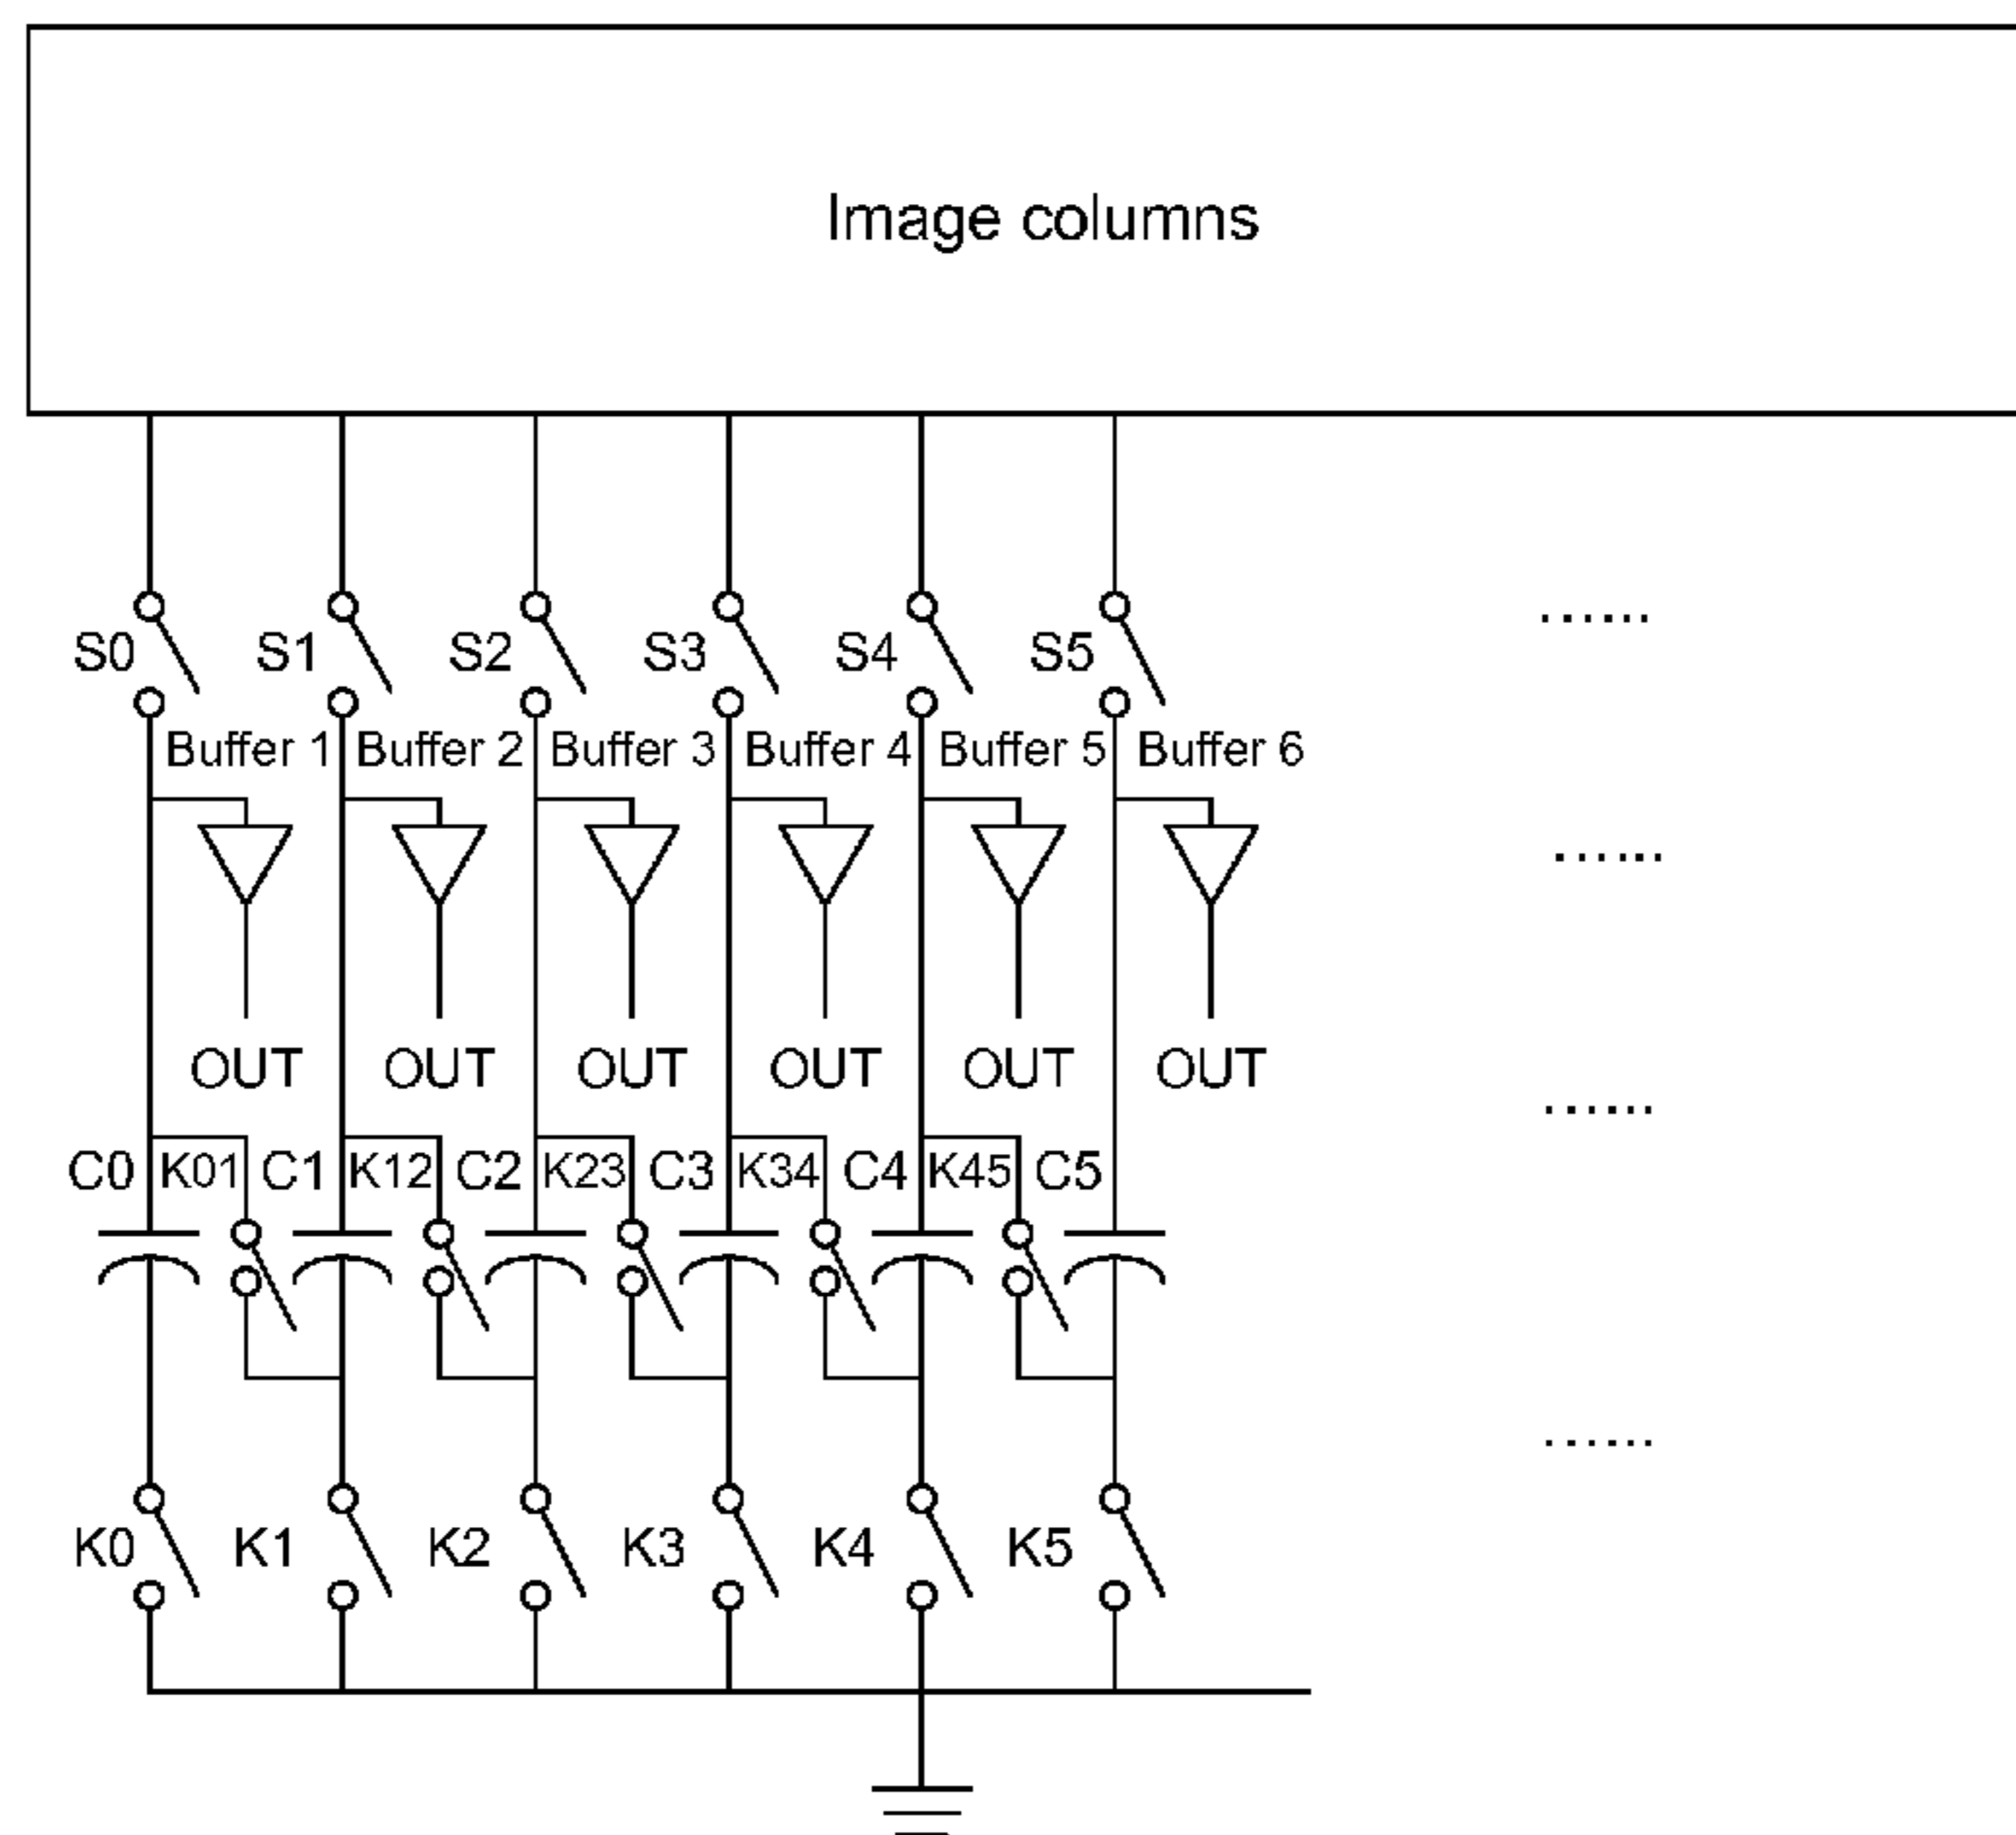 Image columns
S0 S1 S2 S3 S4 S5 ......
Buffer 1 Buffer 2 Buffer 3 Buffer 4 Buffer 5 Buffer 6
......
OUT OUT OUT OUT OUT OUT
......
C0 K01 C1 K12 C2 K23 C3 K34 C4 K45 C5
......
K0 K1 K2 K3 K4 K5